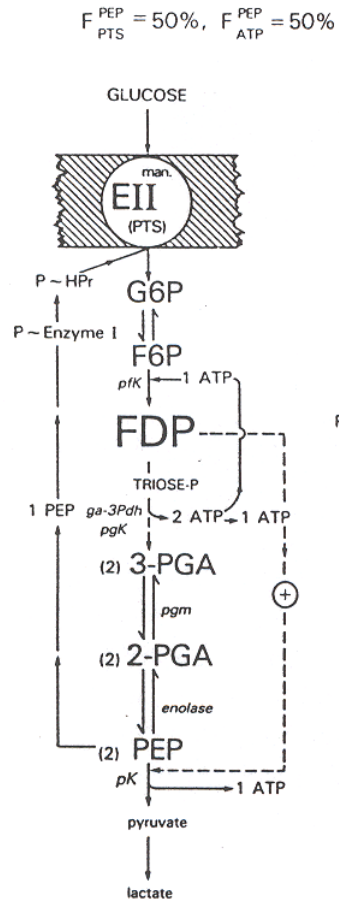 F PEP PTS = 50%, F PEP ATP = 50%
GLUCOSE
man.
EII
(PTS)
P ~ HPr
G6P
P ~ Enzyme I
F6P
pfK
1 ATP
FDP
F
TRIOSE-P
1 PEP
ga-3Pdh
pgK
2 ATP
1 ATP
(2) 3-PGA
+
pgm
(2) 2-PGA
enolase
(2) PEP
pK
1 ATP
pyruvate
lactate